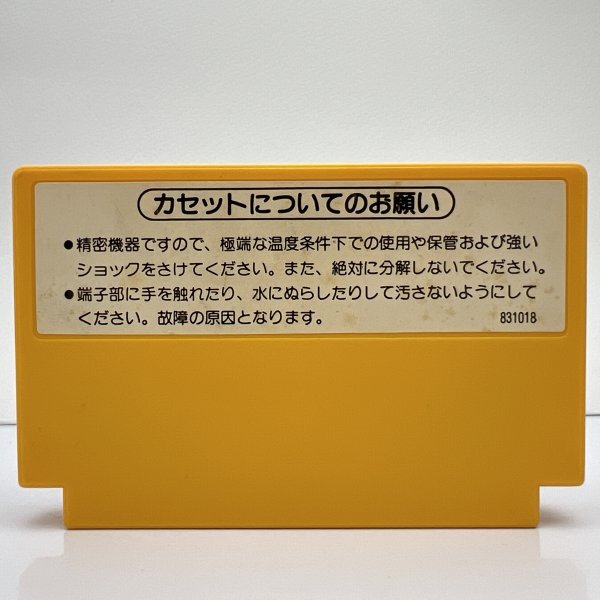 カセットについてのお願い
●精密機器ですので、極端な温度条件下での使用や保管および強い
ショックをさけてください。また、絶対に分解しないでください。
●端子部に手を触れたり、水にぬらしたりして汚さないようにして
ください。故障の原因となります。
831018